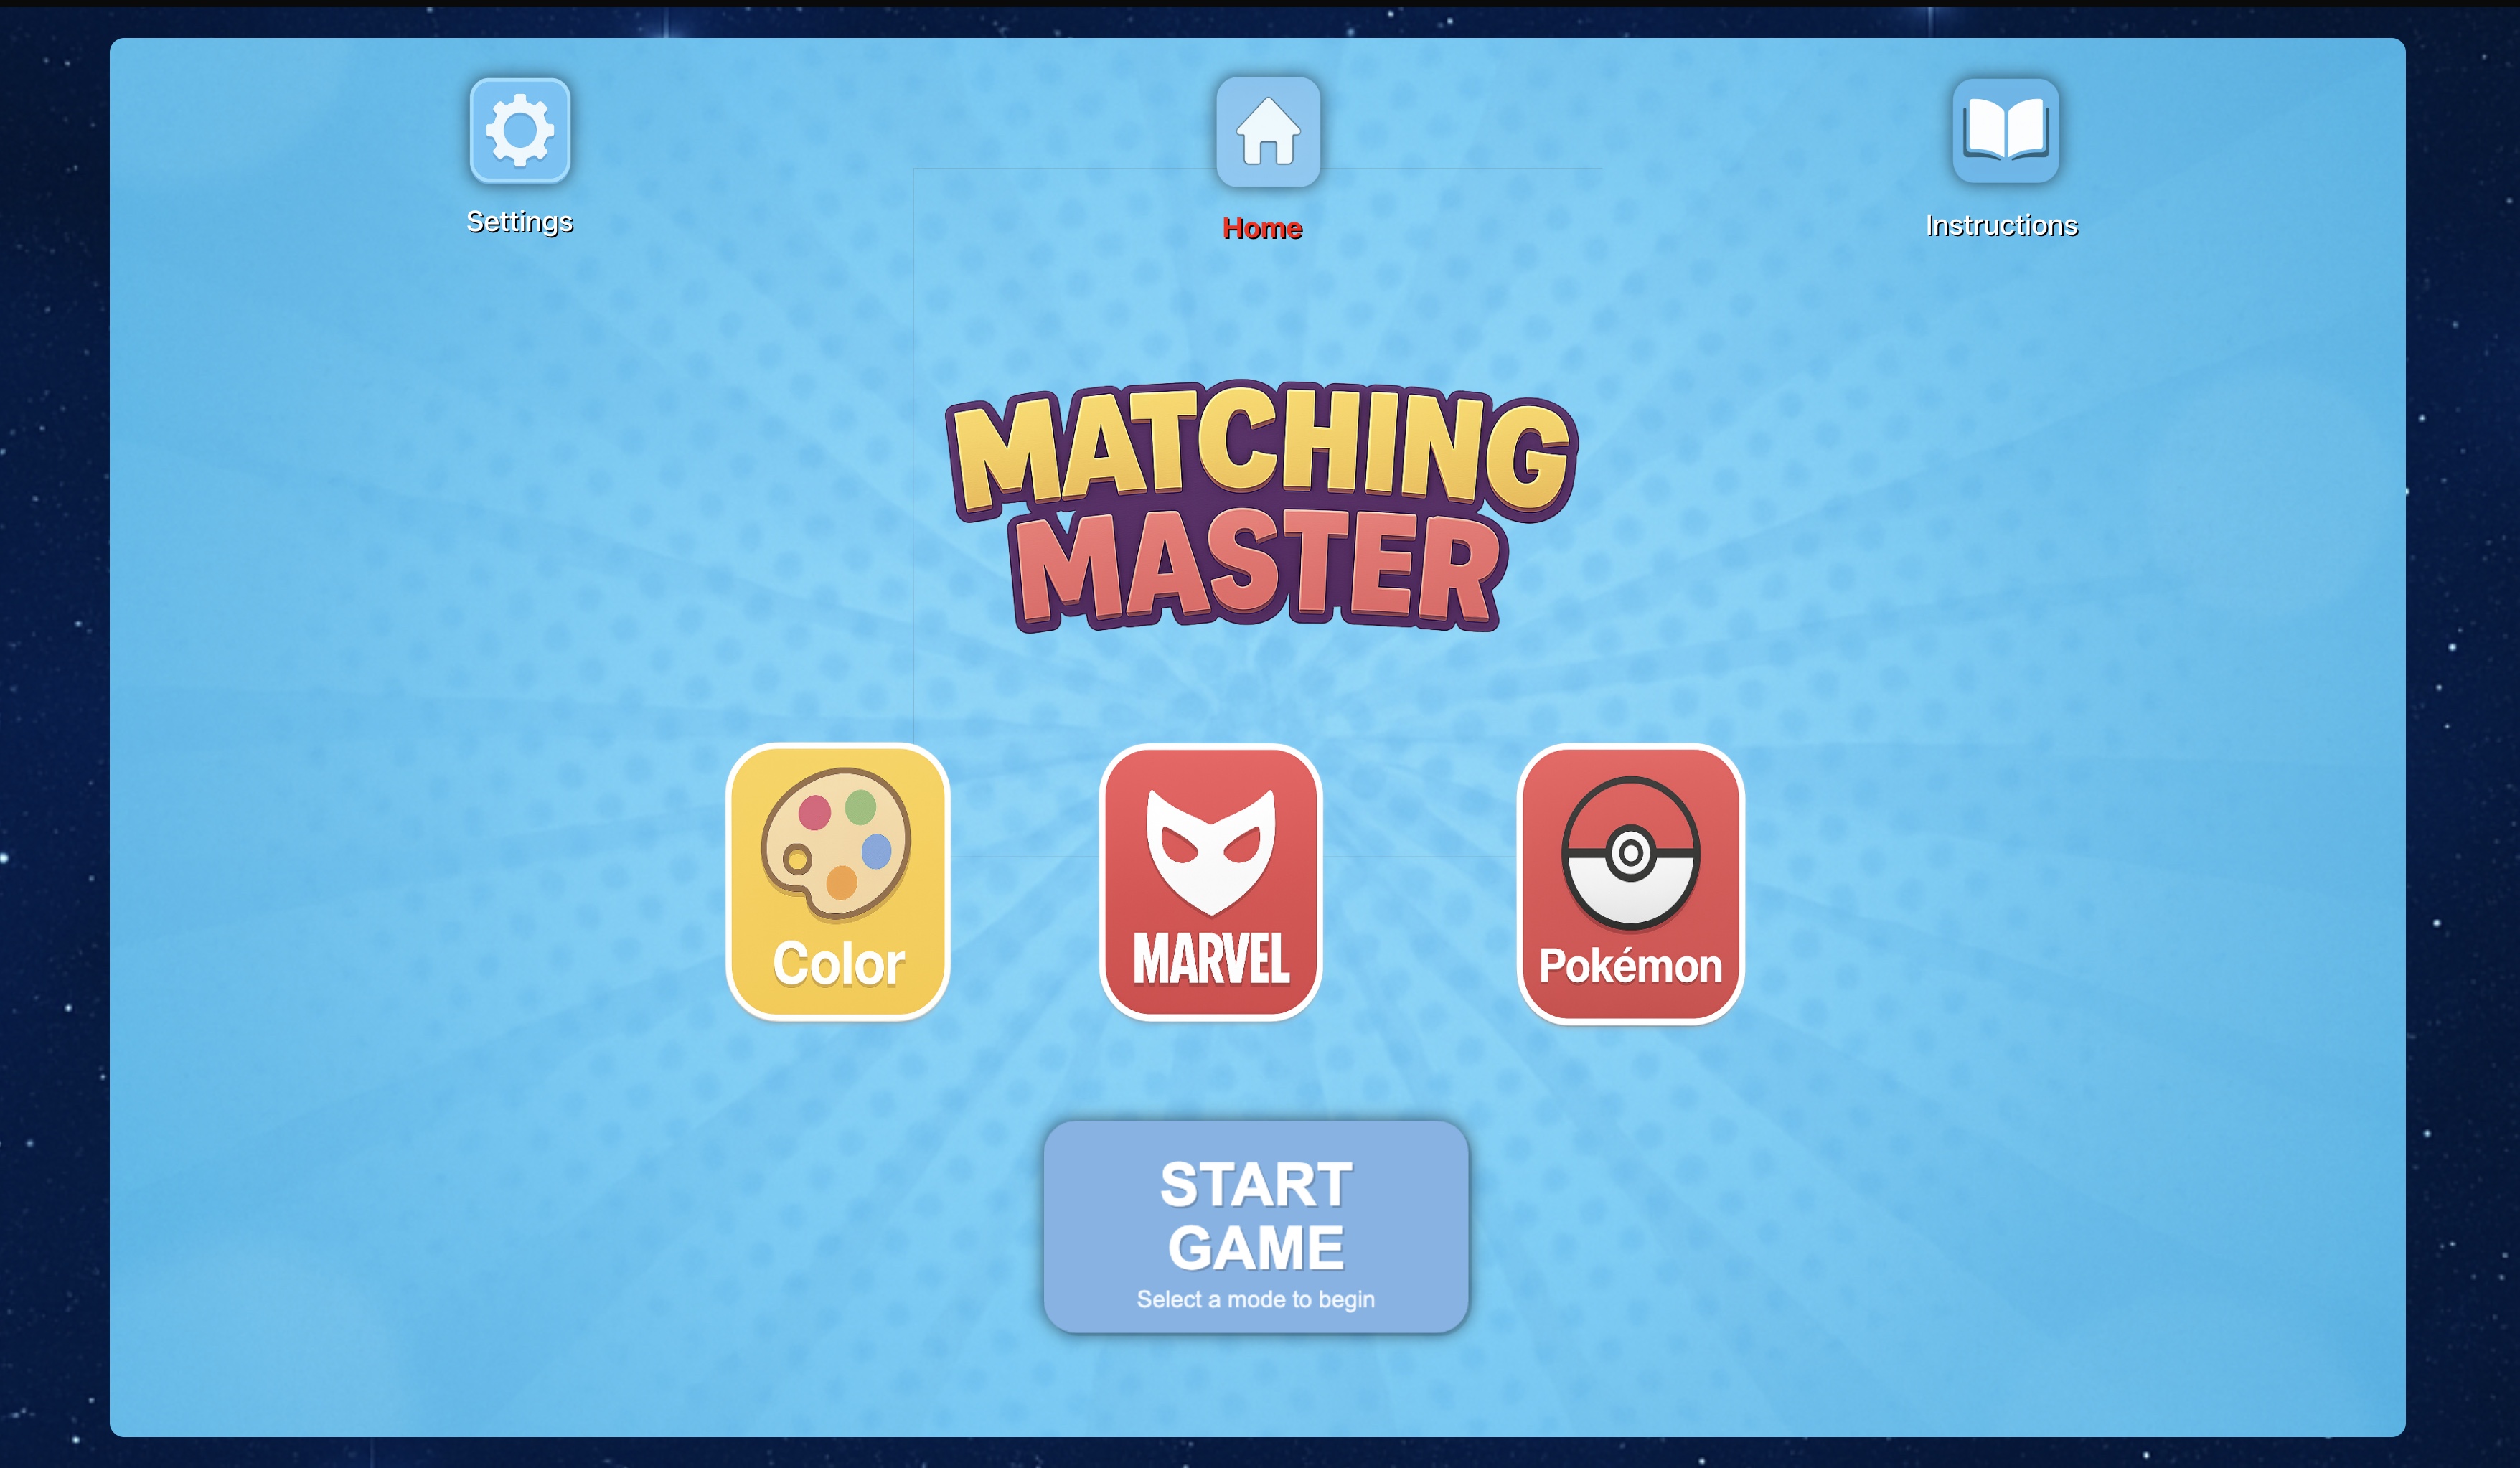 Settings
Home
Instructions
MATCHING
MASTER
Color
MARVEL
Pokémon
START
GAME
Select a mode to begin